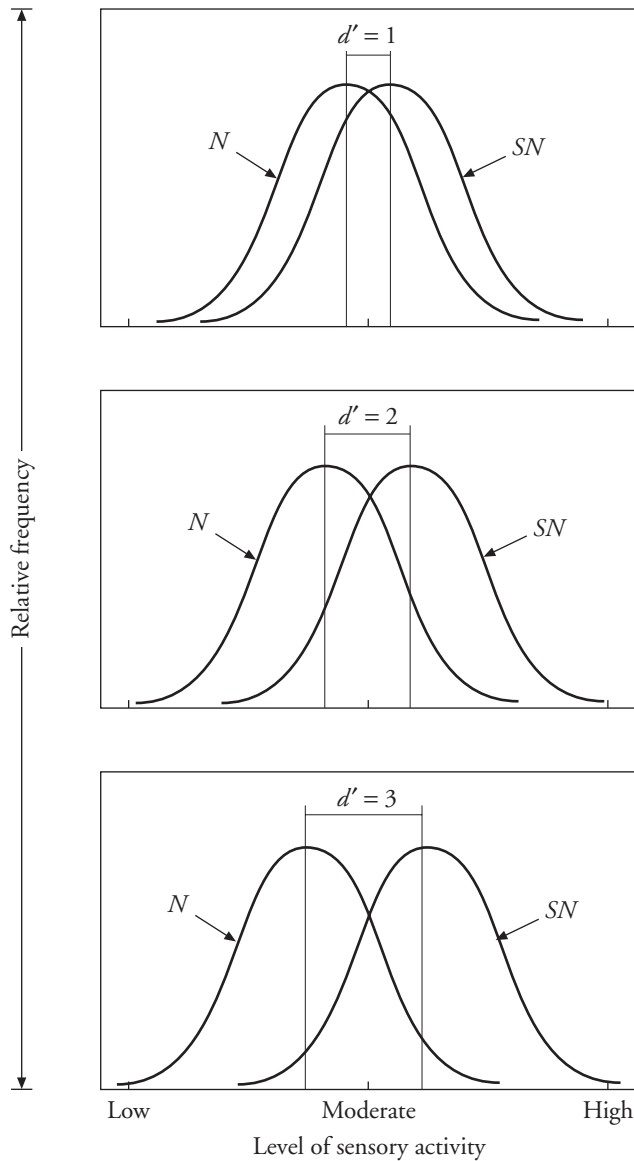 d′ = 1
N
SN
d′ = 2
N
SN
Relative frequency
d′ = 3
N
SN
Low Moderate High
Level of sensory activity